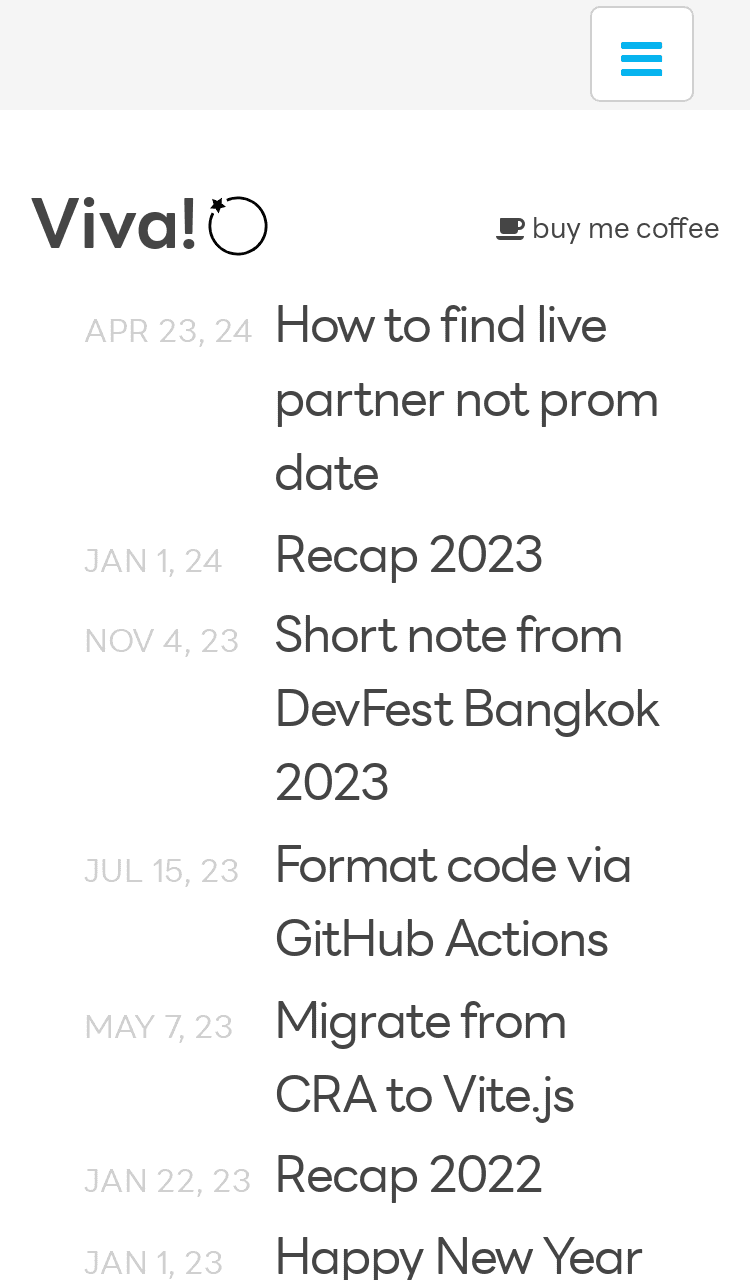 Viva!
buy me coffee
APR 23, 24 How to find live
partner not prom
date
JAN 1, 24 Recap 2023
NOV 4, 23 Short note from
DevFest Bangkok
2023
JUL 15, 23 Format code via
GitHub Actions
MAY 7, 23 Migrate from
CRA to Vite.js
JAN 22, 23 Recap 2022
JAN 1, 23 Happy New Year